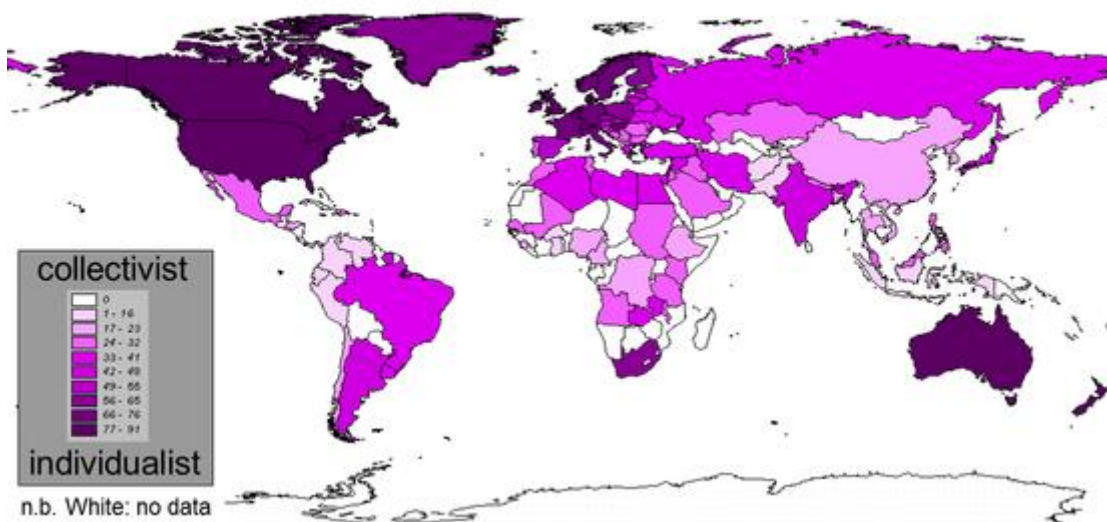 collectivist
0
1 - 16
17 - 23
24 - 32
33 - 41
42 - 48
49 - 55
56 - 65
66 - 76
77 - 91
individualist
n.b. White: no data